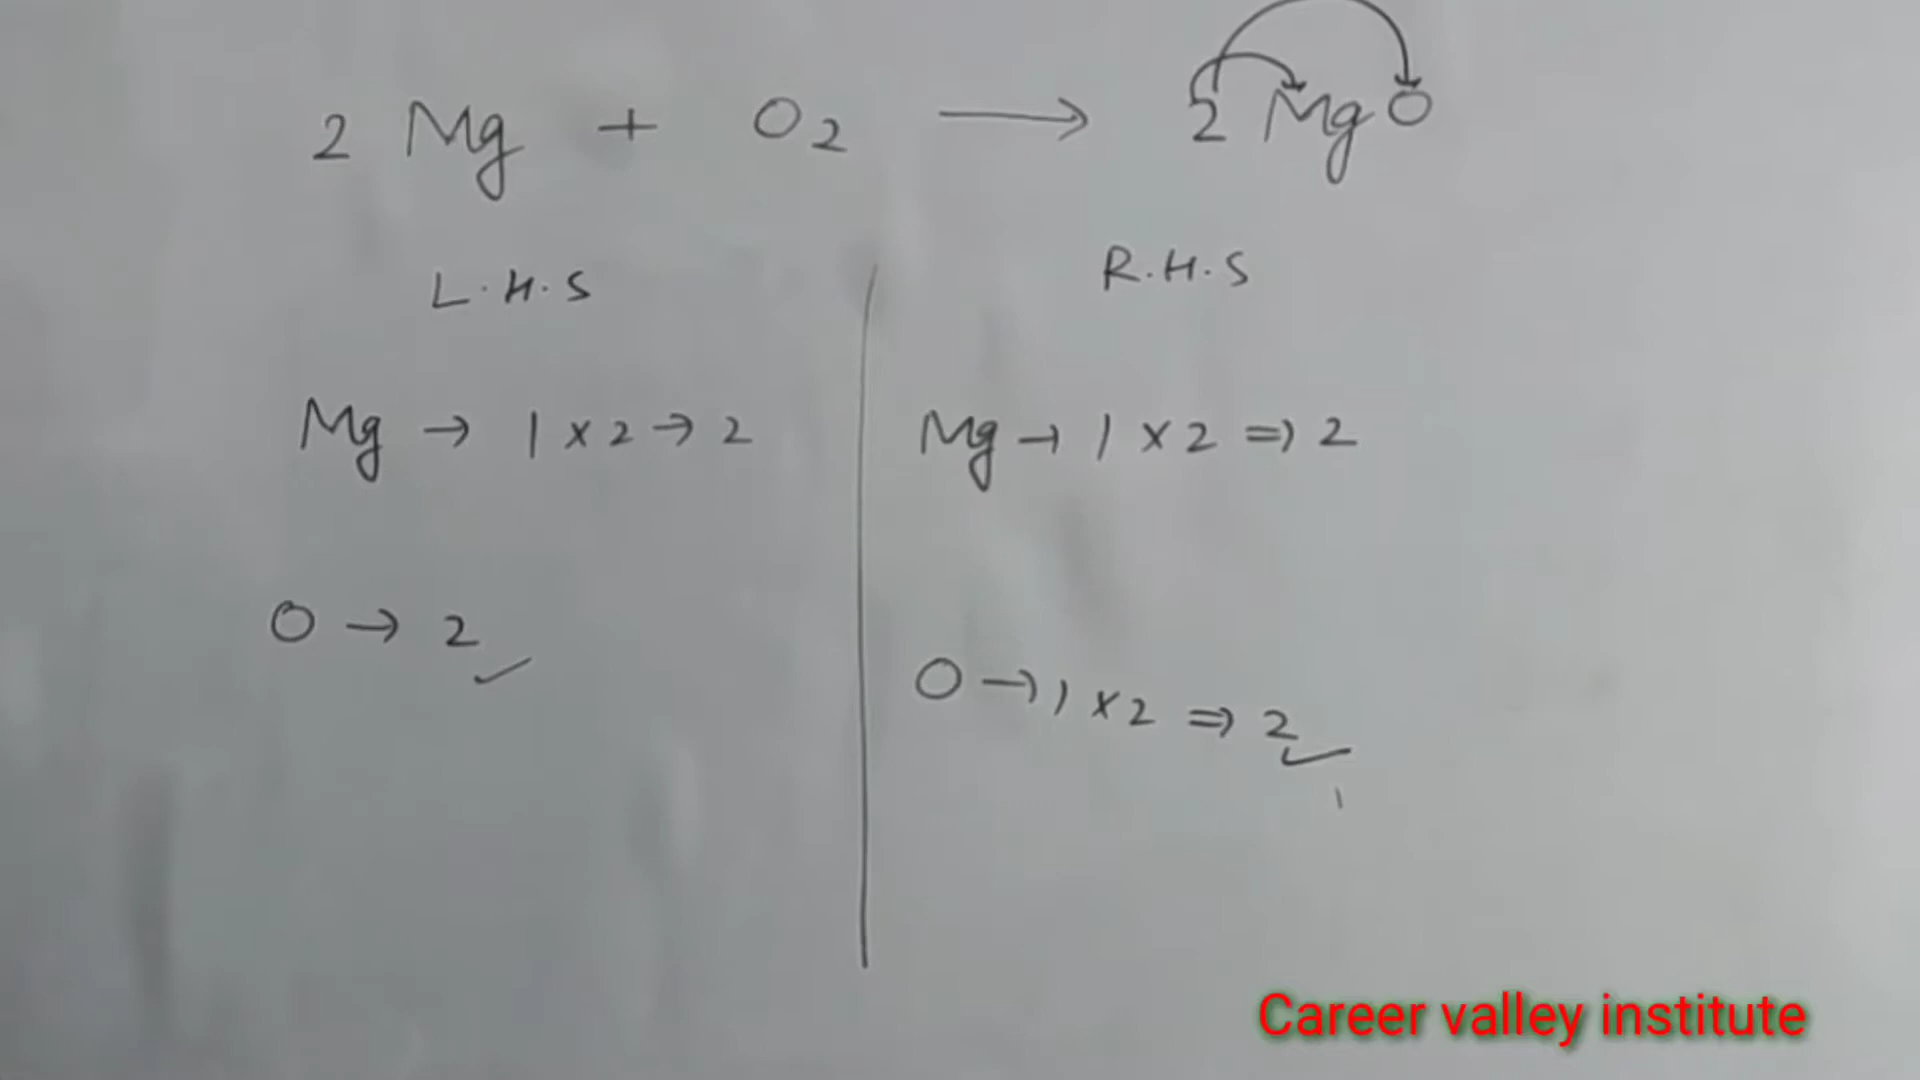 2 Mg + O2 → 2 MgO
L.H.S
R.H.S
Mg → 1 x 2 → 2
Mg → 1 x 2 => 2
O → 2
O → 1 x 2 => 2
Career valley institute